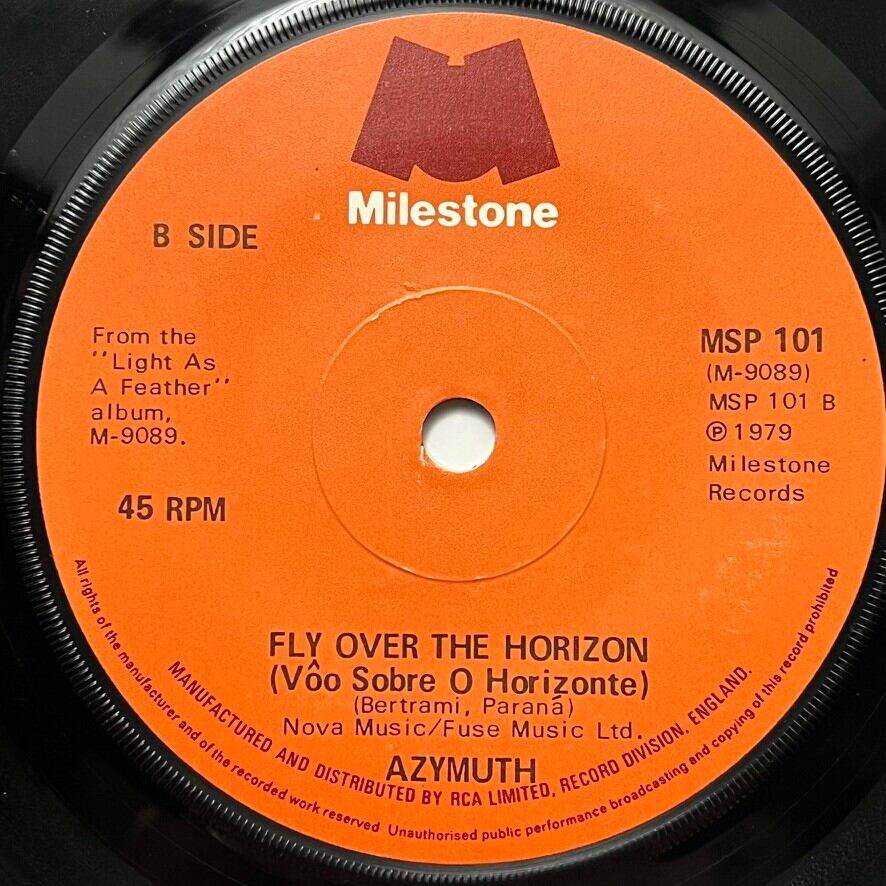 Milestone
B SIDE
From the
"Light As
A Feather"
album,
M-9089.
45 RPM
MSP 101
(M-9089)
MSP 101 B
℗ 1979
Milestone
Records
FLY OVER THE HORIZON
(Vôo Sobre O Horizonte)
(Bertrami, Paraná)
Nova Music/Fuse Music Ltd.
AZYMUTH
MANUFACTURED AND DISTRIBUTED BY RCA LIMITED, RECORD DIVISION, ENGLAND.
All rights of the manufacturer and of the recorded work reserved Unauthorised public performance broadcasting and copying of this record prohibited